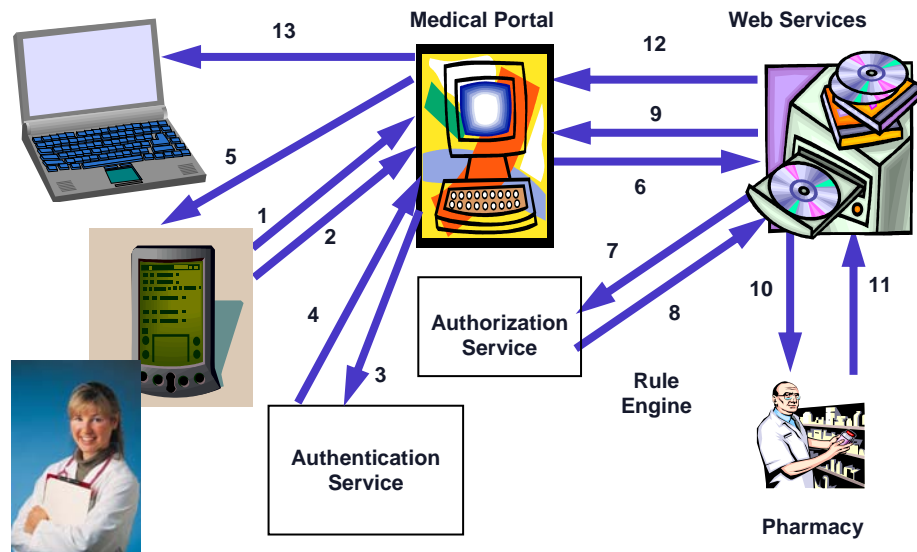 Medical Portal
Web Services
13
12
9
5
6
1
2
7
4
8
10
11
3
Authorization
Service
Rule
Engine
Authentication
Service
Pharmacy